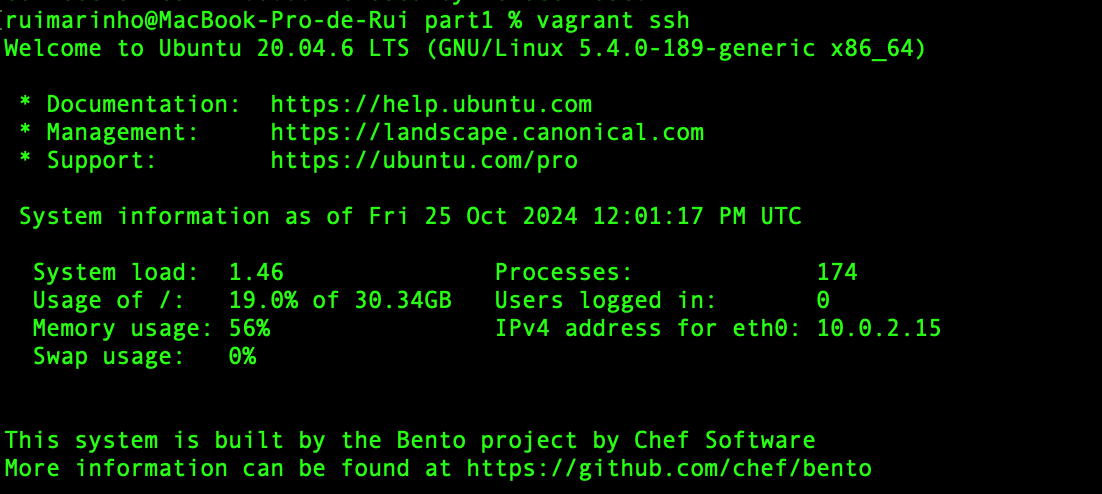 [ruimarinho@MacBook-Pro-de-Rui part1 % vagrant ssh
Welcome to Ubuntu 20.04.6 LTS (GNU/Linux 5.4.0-189-generic x86_64)
* Documentation:  https://help.ubuntu.com
* Management:     https://landscape.canonical.com
* Support:        https://ubuntu.com/pro
System information as of Fri 25 Oct 2024 12:01:17 PM UTC
System load:  1.46               Processes:             174
Usage of /:   19.0% of 30.34GB   Users logged in:       0
Memory usage: 56%                IPv4 address for eth0: 10.0.2.15
Swap usage:   0%
This system is built by the Bento project by Chef Software
More information can be found at https://github.com/chef/bento